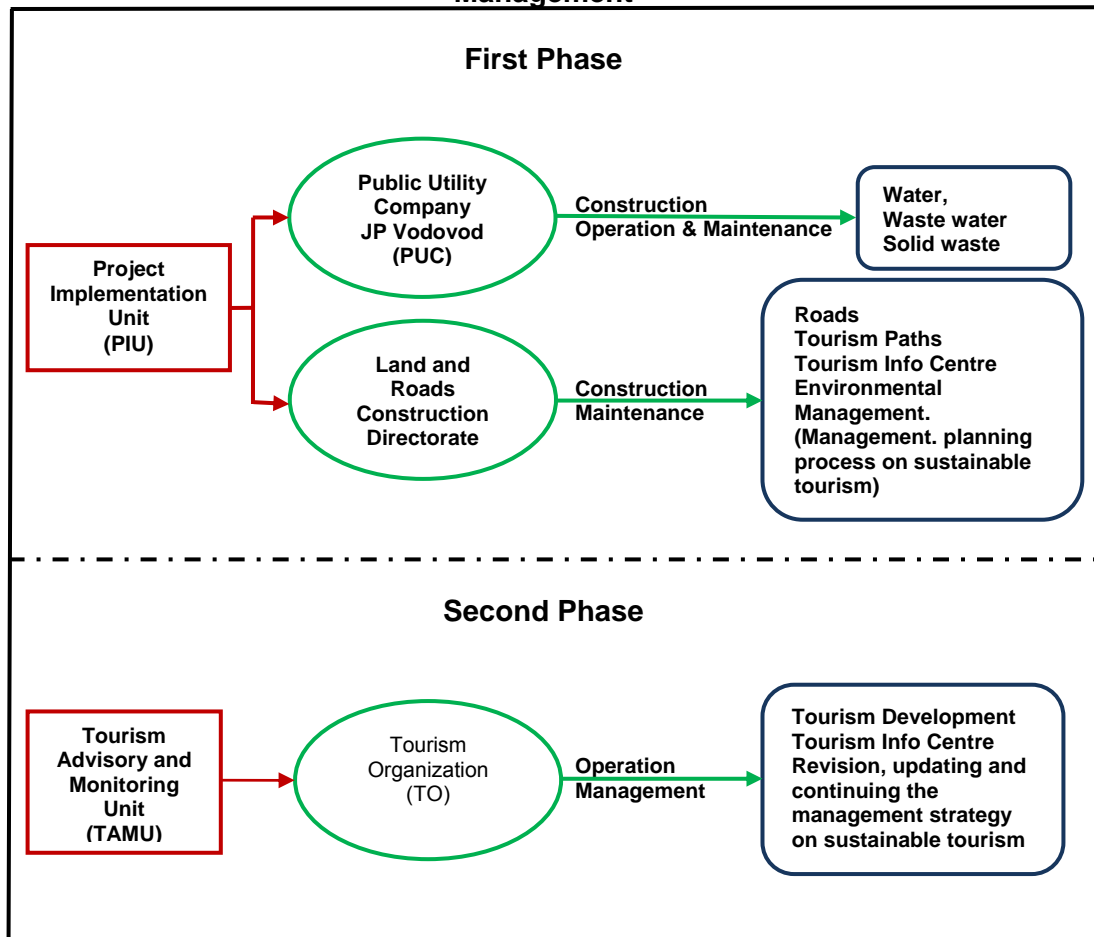 Management
First Phase
Public Utility
Company
JP Vodovod
(PUC)
Construction
Operation & Maintenance
Water,
Waste water
Solid waste
Project
Implementation
Unit
(PIU)
Land and
Roads
Construction
Directorate
Construction
Maintenance
Roads
Tourism Paths
Tourism Info Centre
Environmental
Management.
(Management. planning
process on sustainable
tourism)
Second Phase
Tourism
Advisory and
Monitoring
Unit
(TAMU)
Tourism
Organization
(TO)
Operation
Management
Tourism Development
Tourism Info Centre
Revision, updating and
continuing the
management strategy
on sustainable tourism